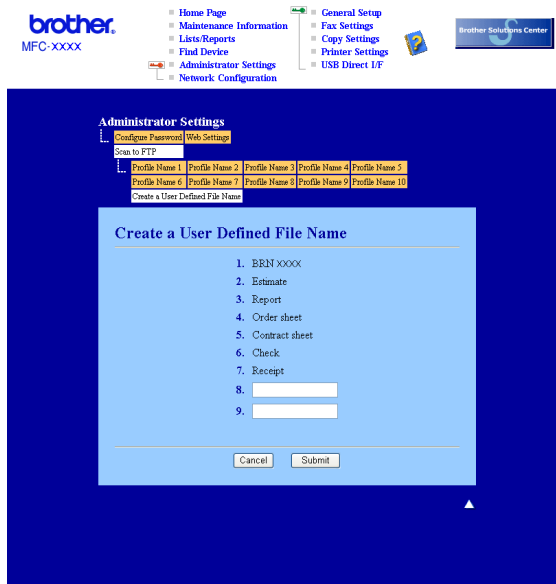 brother®
MFC-XXXX
Home Page
Maintenance Information
Lists/Reports
Find Device
Administrator Settings
Network Configuration
General Setup
Fax Settings
Copy Settings
Printer Settings
USB Direct I/F
Brother Solutions Center
Administrator Settings
Configure Password Web Settings
Scan to FTP
Profile Name 1 Profile Name 2 Profile Name 3 Profile Name 4 Profile Name 5
Profile Name 6 Profile Name 7 Profile Name 8 Profile Name 9 Profile Name 10
Create a User Defined File Name
Create a User Defined File Name
1. BRN XXXX
2. Estimate
3. Report
4. Order sheet
5. Contract sheet
6. Check
7. Receipt
8.
9.
Cancel Submit